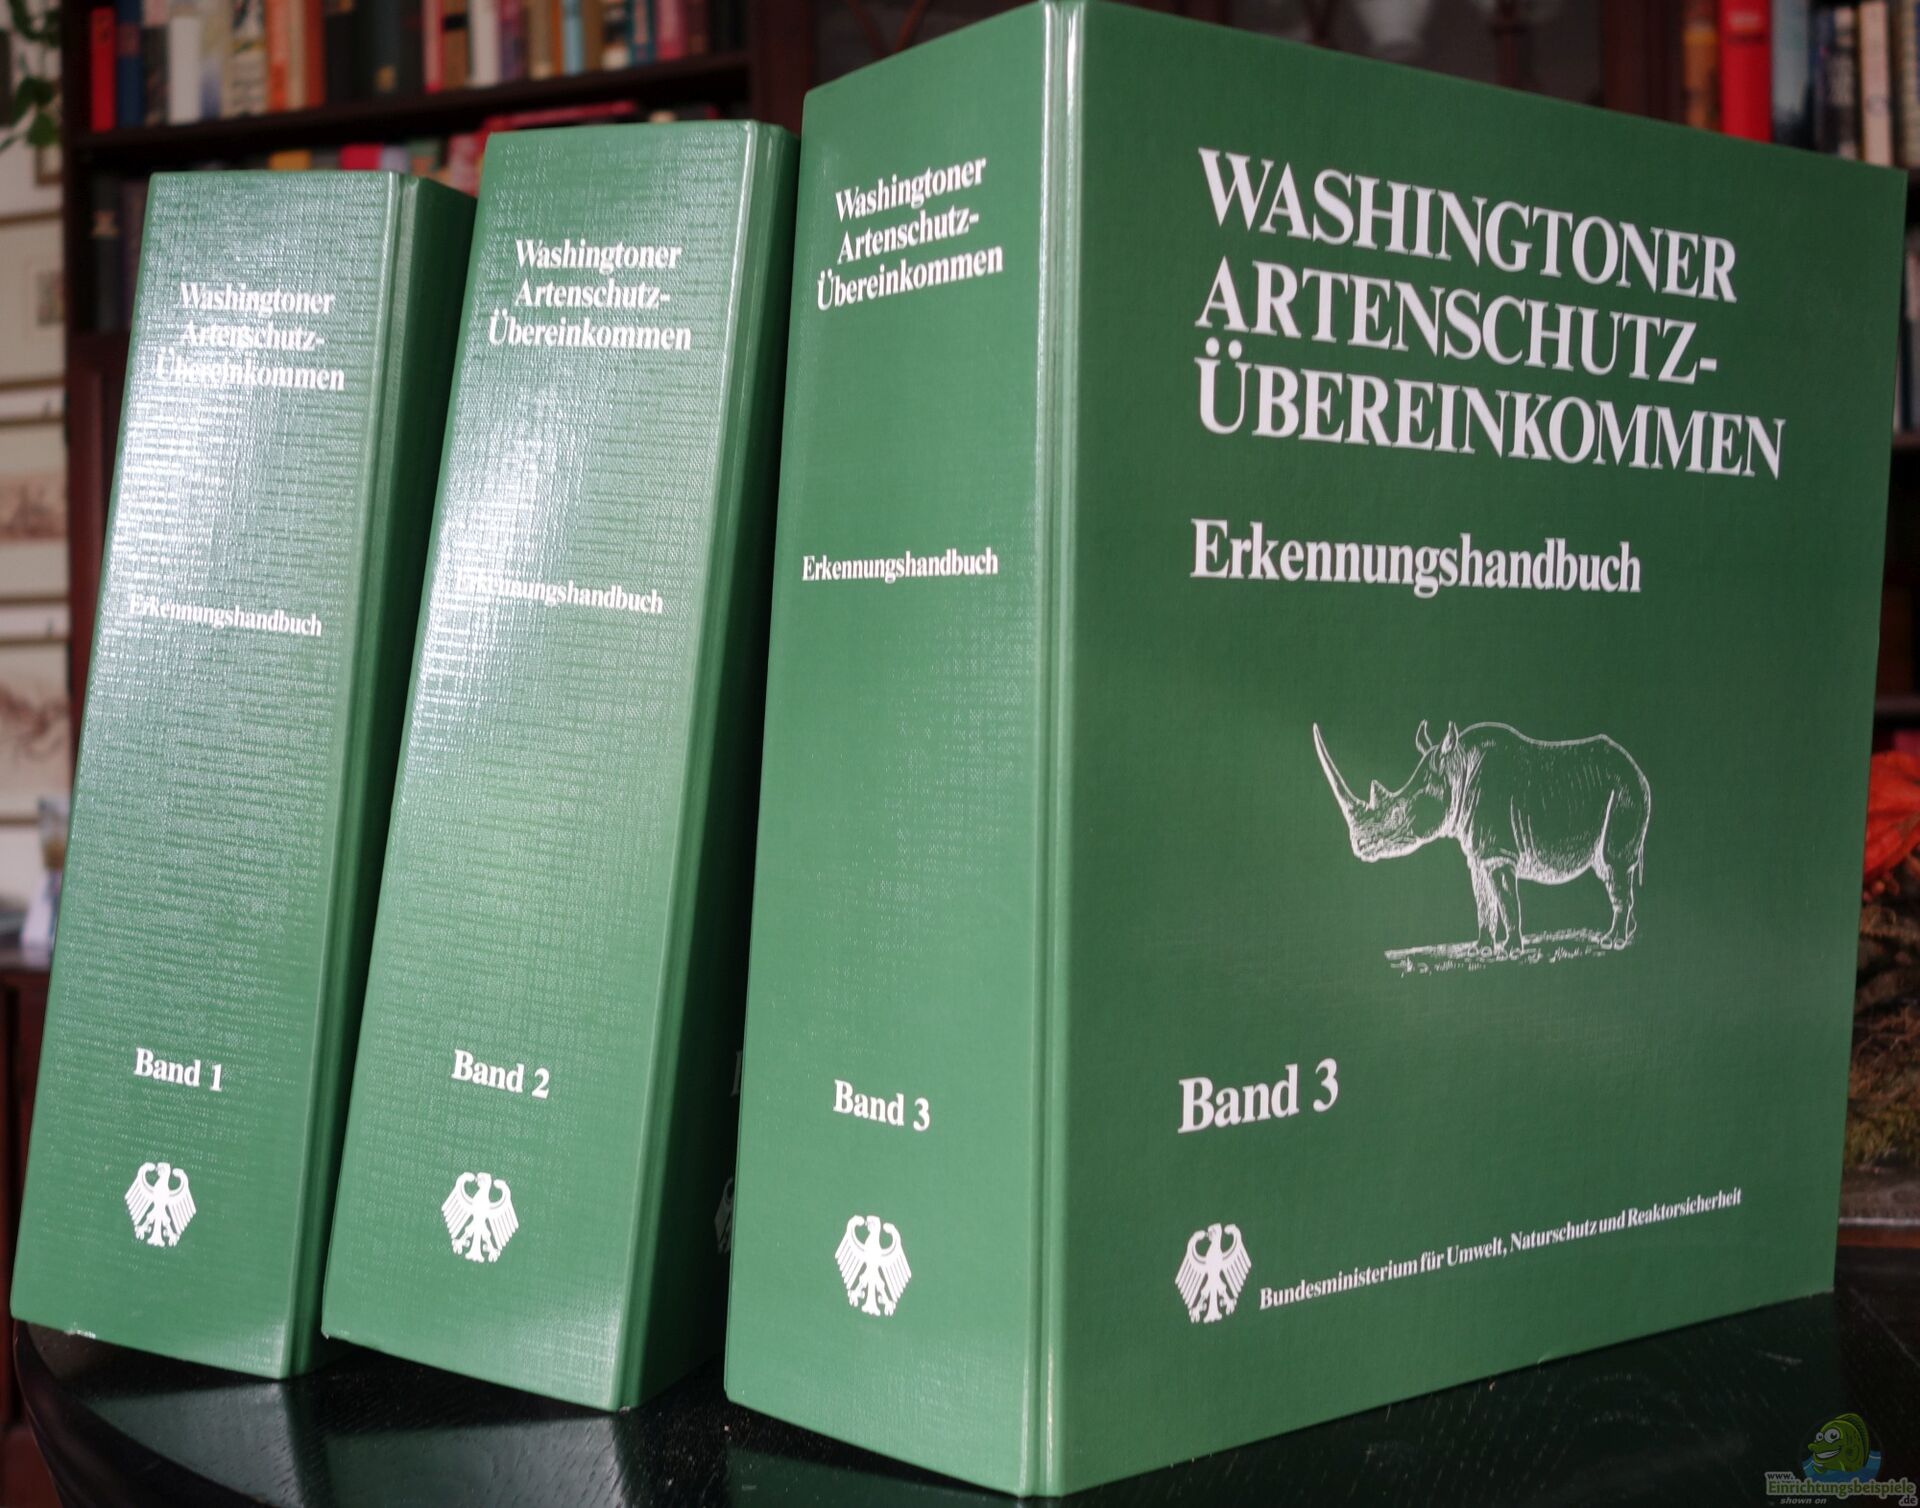 Washingtoner
Artenschutz-
Übereinkommen
Erkennungshandbuch
Band 1
Washingtoner
Artenschutz-
Übereinkommen
Erkennungshandbuch
Band 2
Washingtoner
Artenschutz-
Übereinkommen
Erkennungshandbuch
Band 3
WASHINGTONER
ARTENSCHUTZ-
ÜBEREINKOMMEN
Erkennungshandbuch
Band 3
Bundesministerium für Umwelt, Naturschutz und Reaktorsicherheit
www.
Einrichtungsbeispiele
shown on .de